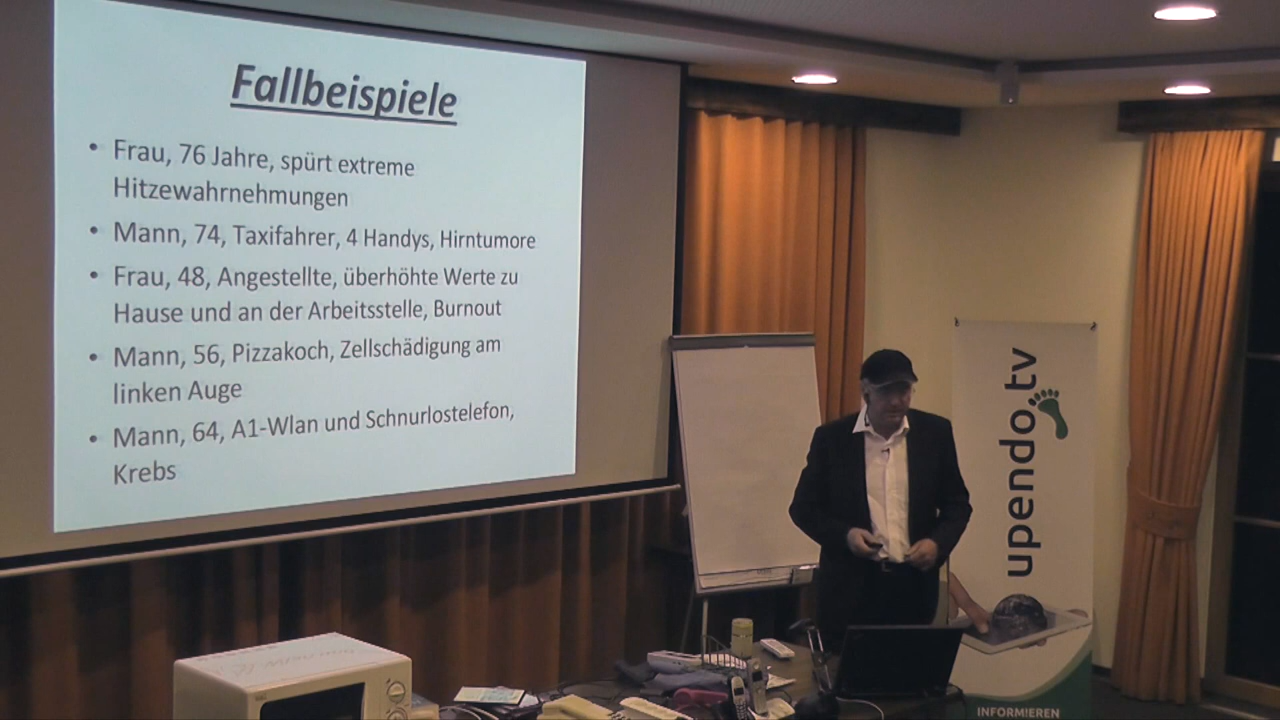 Fallbeispiele
• Frau, 76 Jahre, spürt extreme
Hitzewahrnehmungen
• Mann, 74, Taxifahrer, 4 Handys, Hirntumore
• Frau, 48, Angestellte, überhöhte Werte zu
Hause und an der Arbeitsstelle, Burnout
• Mann, 56, Pizzakoch, Zellschädigung am
linken Auge
• Mann, 64, A1-Wlan und Schnurlostelefon,
Krebs
upendo.tv
INFORM!EREN